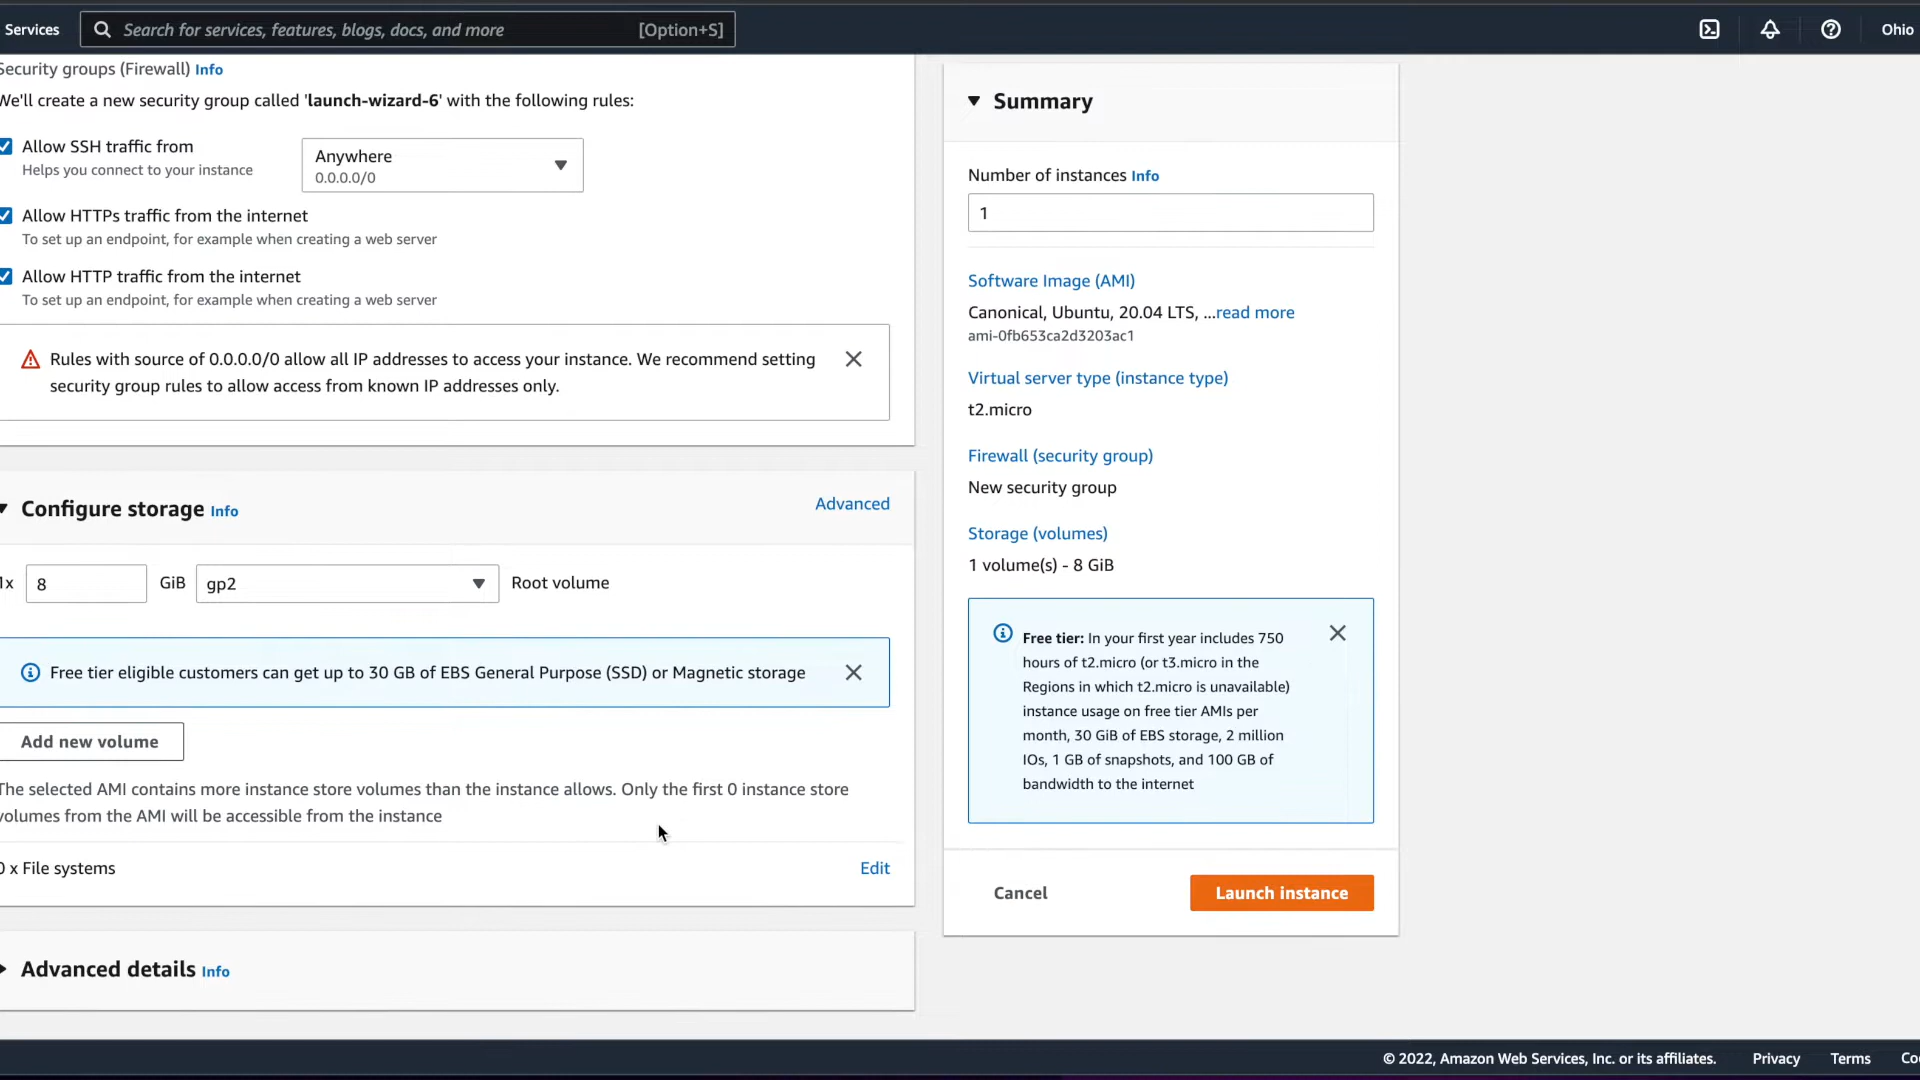 Services
Search for services, features, blogs, docs, and more [Option+S]
Ohio
Security groups (Firewall) Info
We'll create a new security group called 'launch-wizard-6' with the following rules:
Allow SSH traffic from
Helps you connect to your instance
Anywhere
0.0.0.0/0
Allow HTTPs traffic from the internet
To set up an endpoint, for example when creating a web server
Allow HTTP traffic from the internet
To set up an endpoint, for example when creating a web server
Rules with source of 0.0.0.0/0 allow all IP addresses to access your instance. We recommend setting
security group rules to allow access from known IP addresses only.
Configure storage Info
Advanced
1x 8 GiB gp2 Root volume
Free tier eligible customers can get up to 30 GB of EBS General Purpose (SSD) or Magnetic storage
Add new volume
The selected AMI contains more instance store volumes than the instance allows. Only the first 0 instance store
volumes from the AMI will be accessible from the instance
0 x File systems
Edit
Advanced details Info
Summary
Number of instances Info
1
Software Image (AMI)
Canonical, Ubuntu, 20.04 LTS, ...read more
ami-0fb653ca2d3203ac1
Virtual server type (instance type)
t2.micro
Firewall (security group)
New security group
Storage (volumes)
1 volume(s) - 8 GiB
Free tier: In your first year includes 750
hours of t2.micro (or t3.micro in the
Regions in which t2.micro is unavailable)
instance usage on free tier AMIs per
month, 30 GiB of EBS storage, 2 million
IOs, 1 GB of snapshots, and 100 GB of
bandwidth to the internet
Cancel
Launch instance
© 2022, Amazon Web Services, Inc. or its affiliates. Privacy Terms